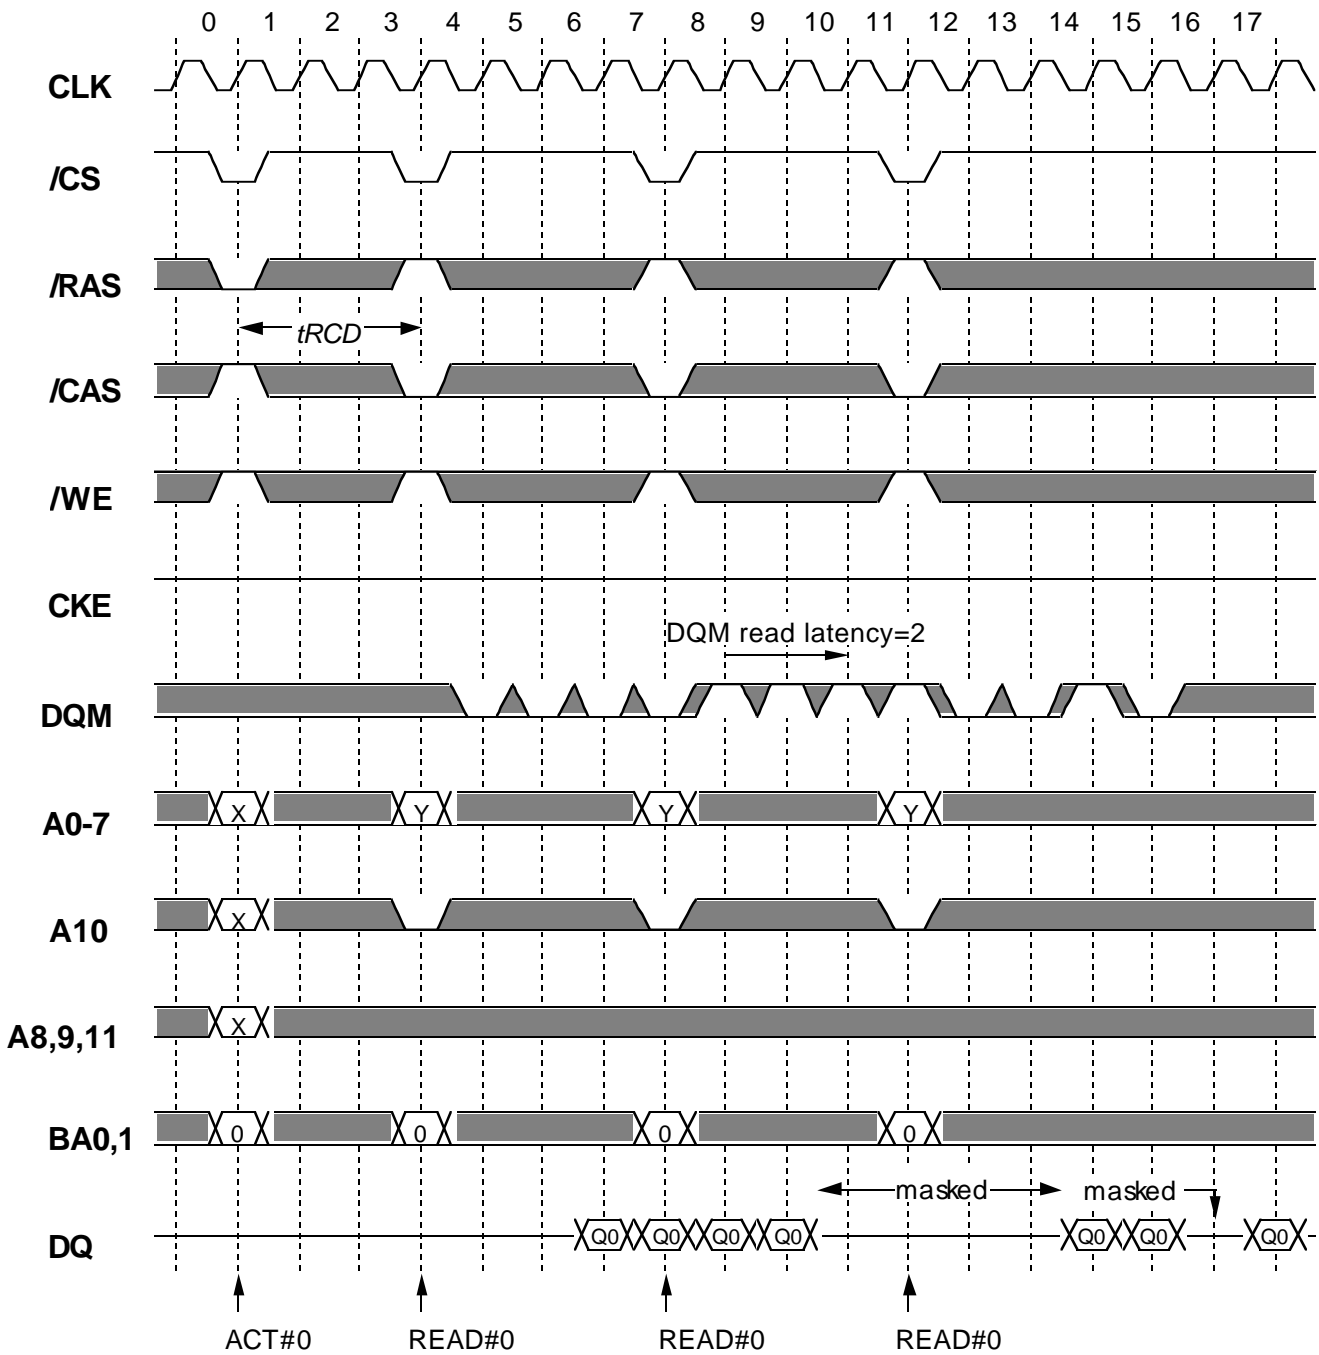 0 1 2 3 4 5 6 7 8 9 10 11 12 13 14 15 16 17
CLK
/CS
/RAS
tRCD
/CAS
/WE
CKE
DQM read latency=2
DQM
A0-7 X Y Y Y
A10 X
A8,9,11 X
BA0,1 0 0 0 0
masked masked
DQ Q0 Q0 Q0 Q0 Q0 Q0 Q0
ACT#0 READ#0 READ#0 READ#0